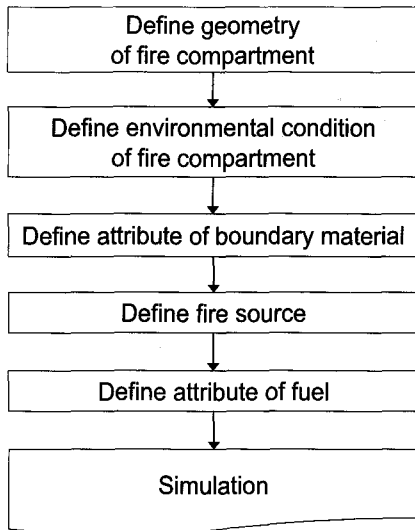 Define geometry
of fire compartment
Define environmental condition
of fire compartment
Define attribute of boundary material
Define fire source
Define attribute of fuel
Simulation